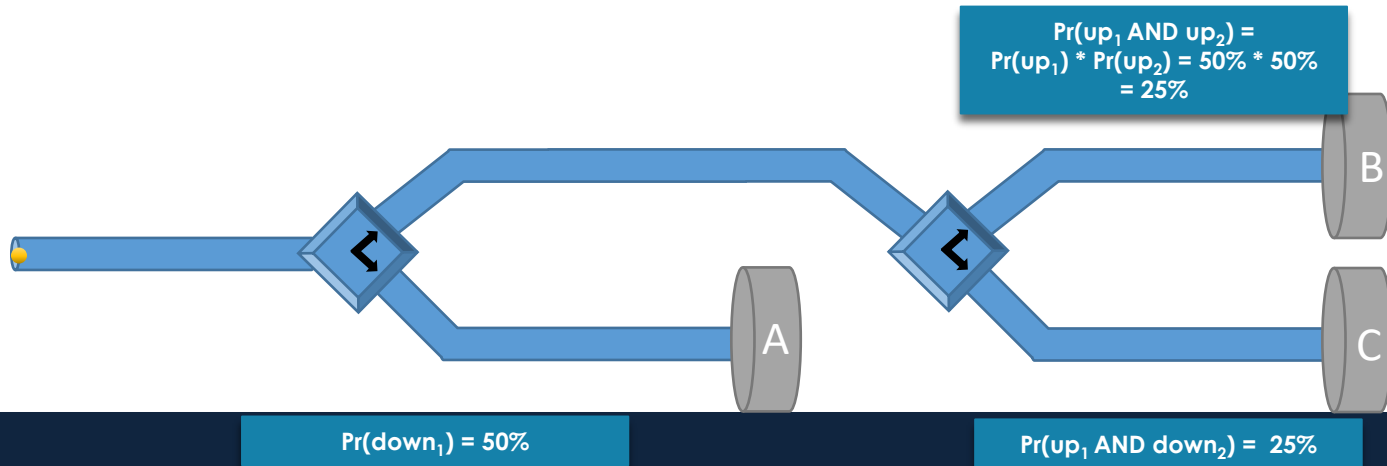 Pr(up₁ AND up₂) =
Pr(up₁) * Pr(up₂) = 50% * 50%
= 25%
B
A
C
Pr(down₁) = 50%
Pr(up₁ AND down₂) = 25%